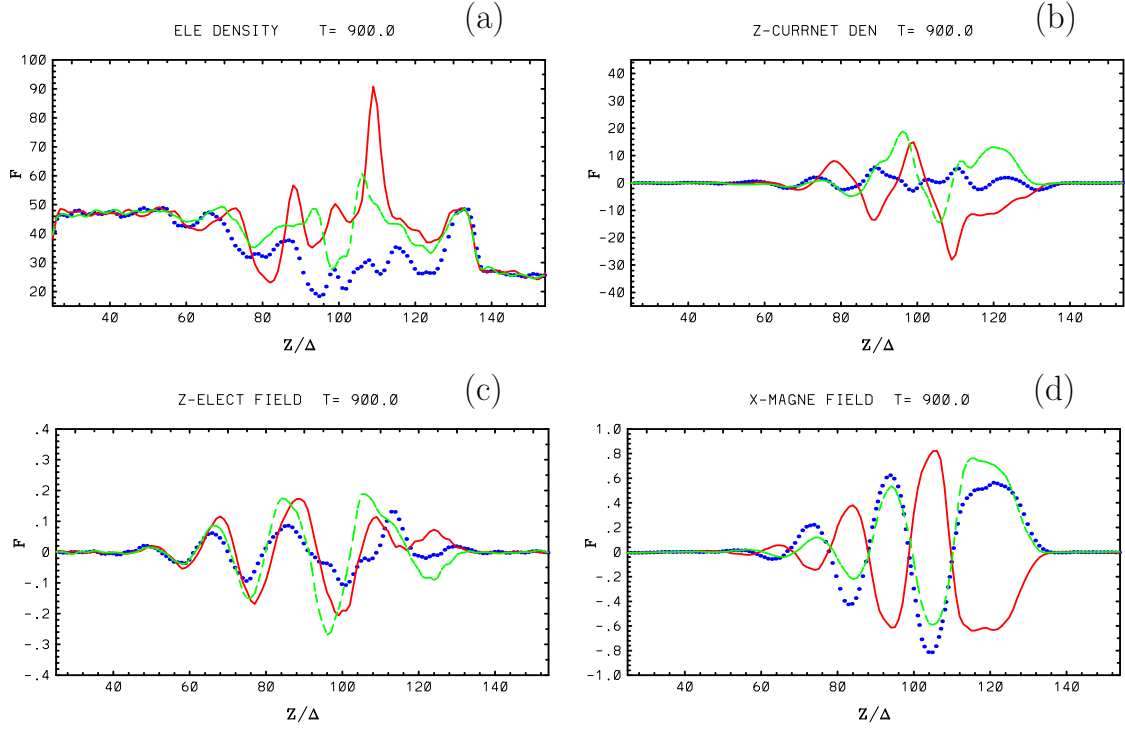 (a)
ELE DENSITY T= 900.0
100
90
80
70
60
50
40
30
20
F
40 60 80 100 120 140
Z/Δ
(b)
Z-CURRNET DEN T= 900.0
40
30
20
10
0
-10
-20
-30
-40
F
40 60 80 100 120 140
Z/Δ
(c)
Z-ELECT FIELD T= 900.0
.4
.3
.2
.1
0
-.1
-.2
-.3
-.4
F
40 60 80 100 120 140
Z/Δ
(d)
X-MAGNE FIELD T= 900.0
1.0
.8
.6
.4
.2
0
-.2
-.4
-.6
-.8
-1.0
F
40 60 80 100 120 140
Z/Δ